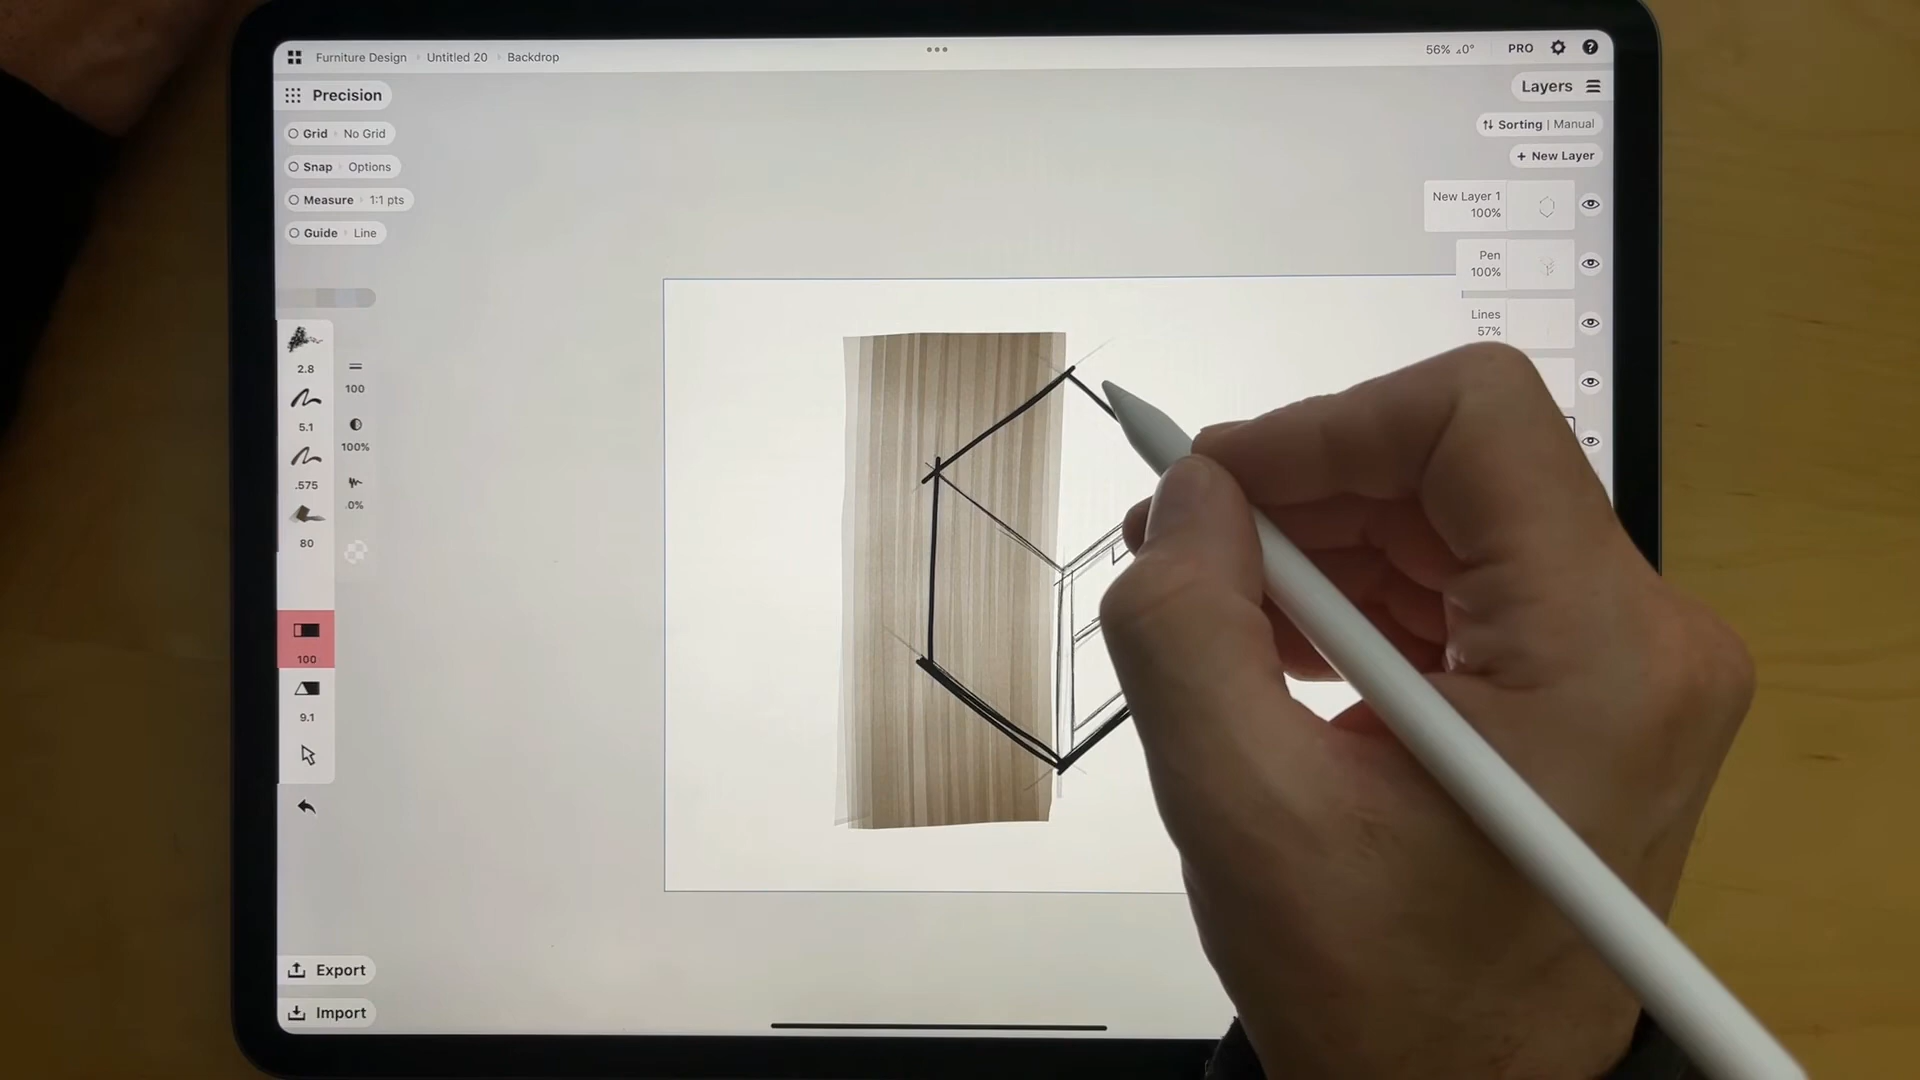 Furniture Design › Untitled 20 › Backdrop
56% ⊿0° PRO ?
Precision
Layers
Grid › No Grid
Sorting | Manual
Snap › Options
+ New Layer
Measure › 1:1 pts
New Layer 1
100%
Guide › Line
Pen
100%
Lines
57%
2.8
100
5.1
100%
.575
0%
80
100
9.1
Export
Import